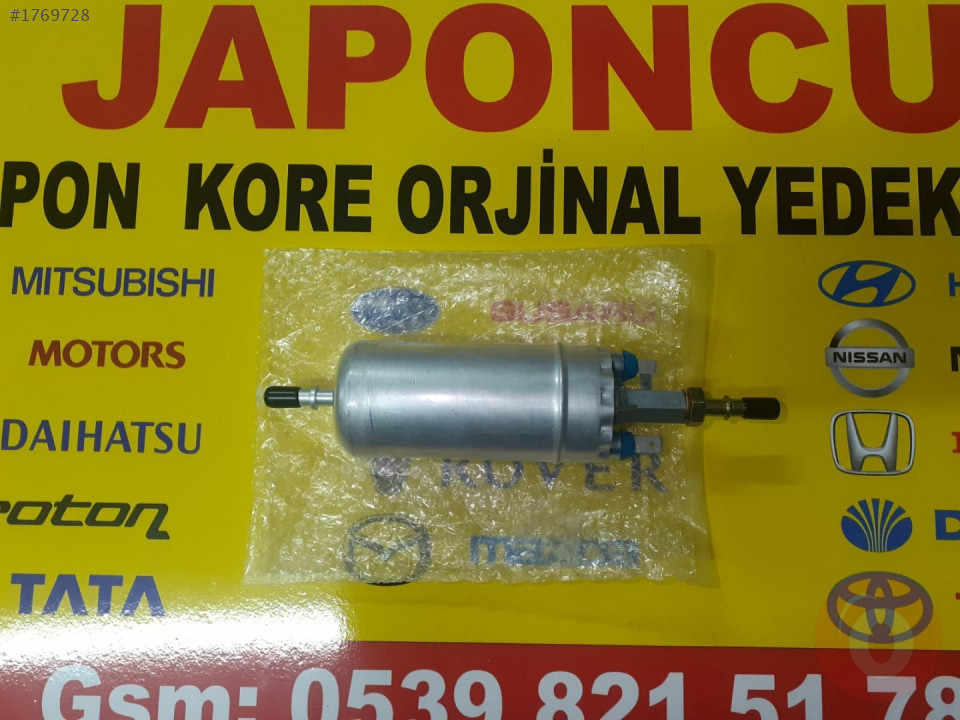 #1769728
JAPONCU
PON KORE ORJİNAL YEDEK
MITSUBISHI
SUBARU
MOTORS
NISSAN
DAIHATSU
ROVER
roton
mazda
TATA
Gsm: 0539 821 51 78